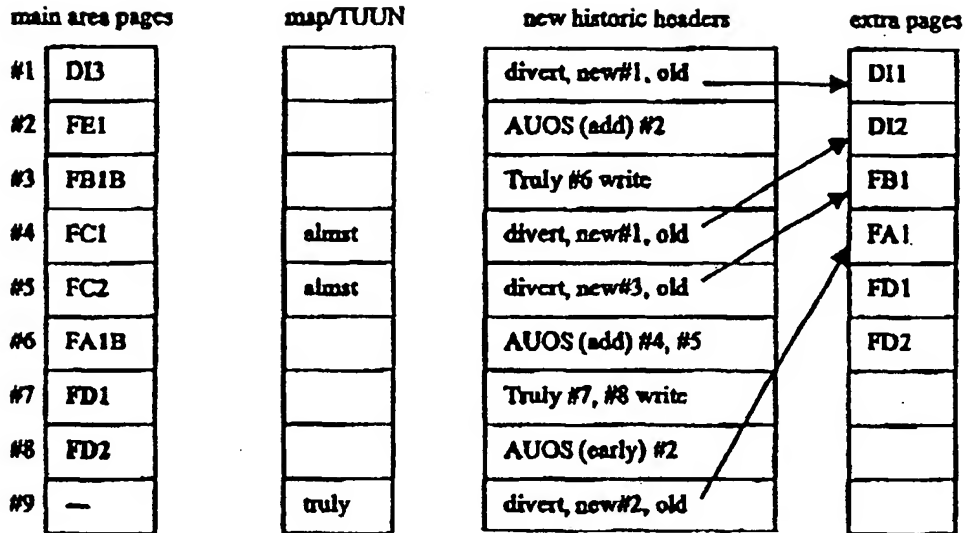 main area pages map/TUUN new historic headers extra pages
#1 DI3 divert, new#1, old DI1
#2 FE1 AUOS (add) #2 DI2
#3 FB1B Truly #6 write FB1
#4 FC1 almst divert, new#1, old FA1
#5 FC2 almst divert, new#3, old FD1
#6 FA1B AUOS (add) #4, #5 FD2
#7 FD1 Truly #7, #8 write
#8 FD2 AUOS (early) #2
#9 — truly divert, new#2, old